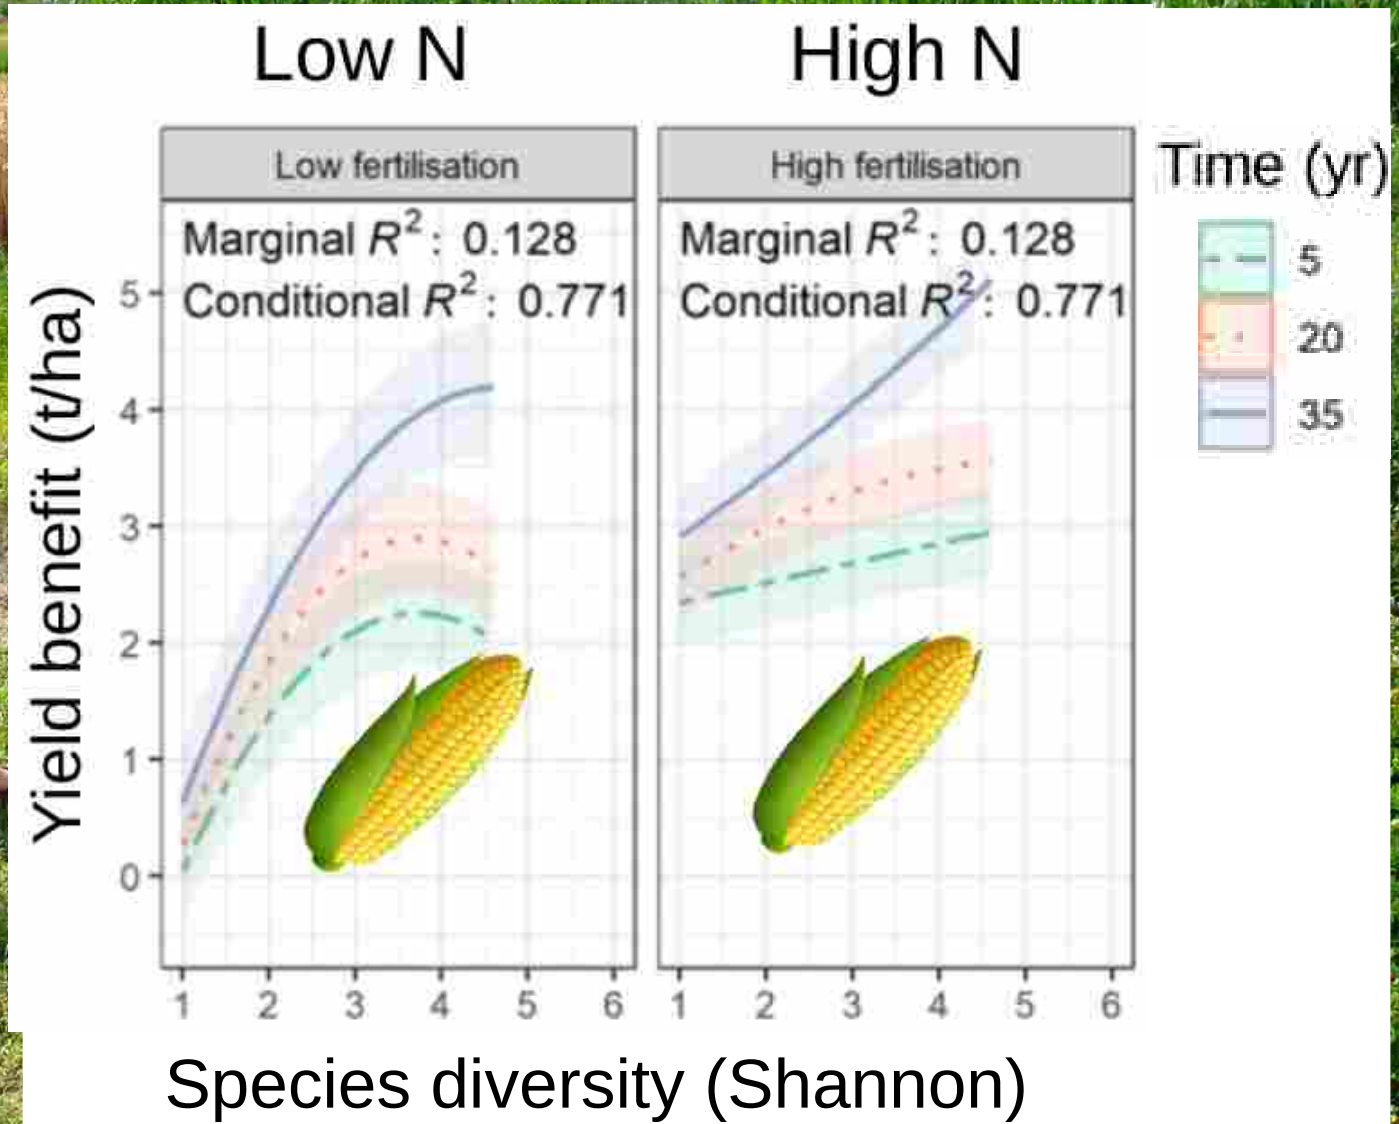 Low N
High N
Low fertilisation
High fertilisation
Time (yr)
5
20
35
Marginal R²: 0.128
Conditional R²: 0.771
Marginal R²: 0.128
Conditional R²: 0.771
Yield benefit (t/ha)
5
4
3
2
1
0
1 2 3 4 5 6
1 2 3 4 5 6
Species diversity (Shannon)